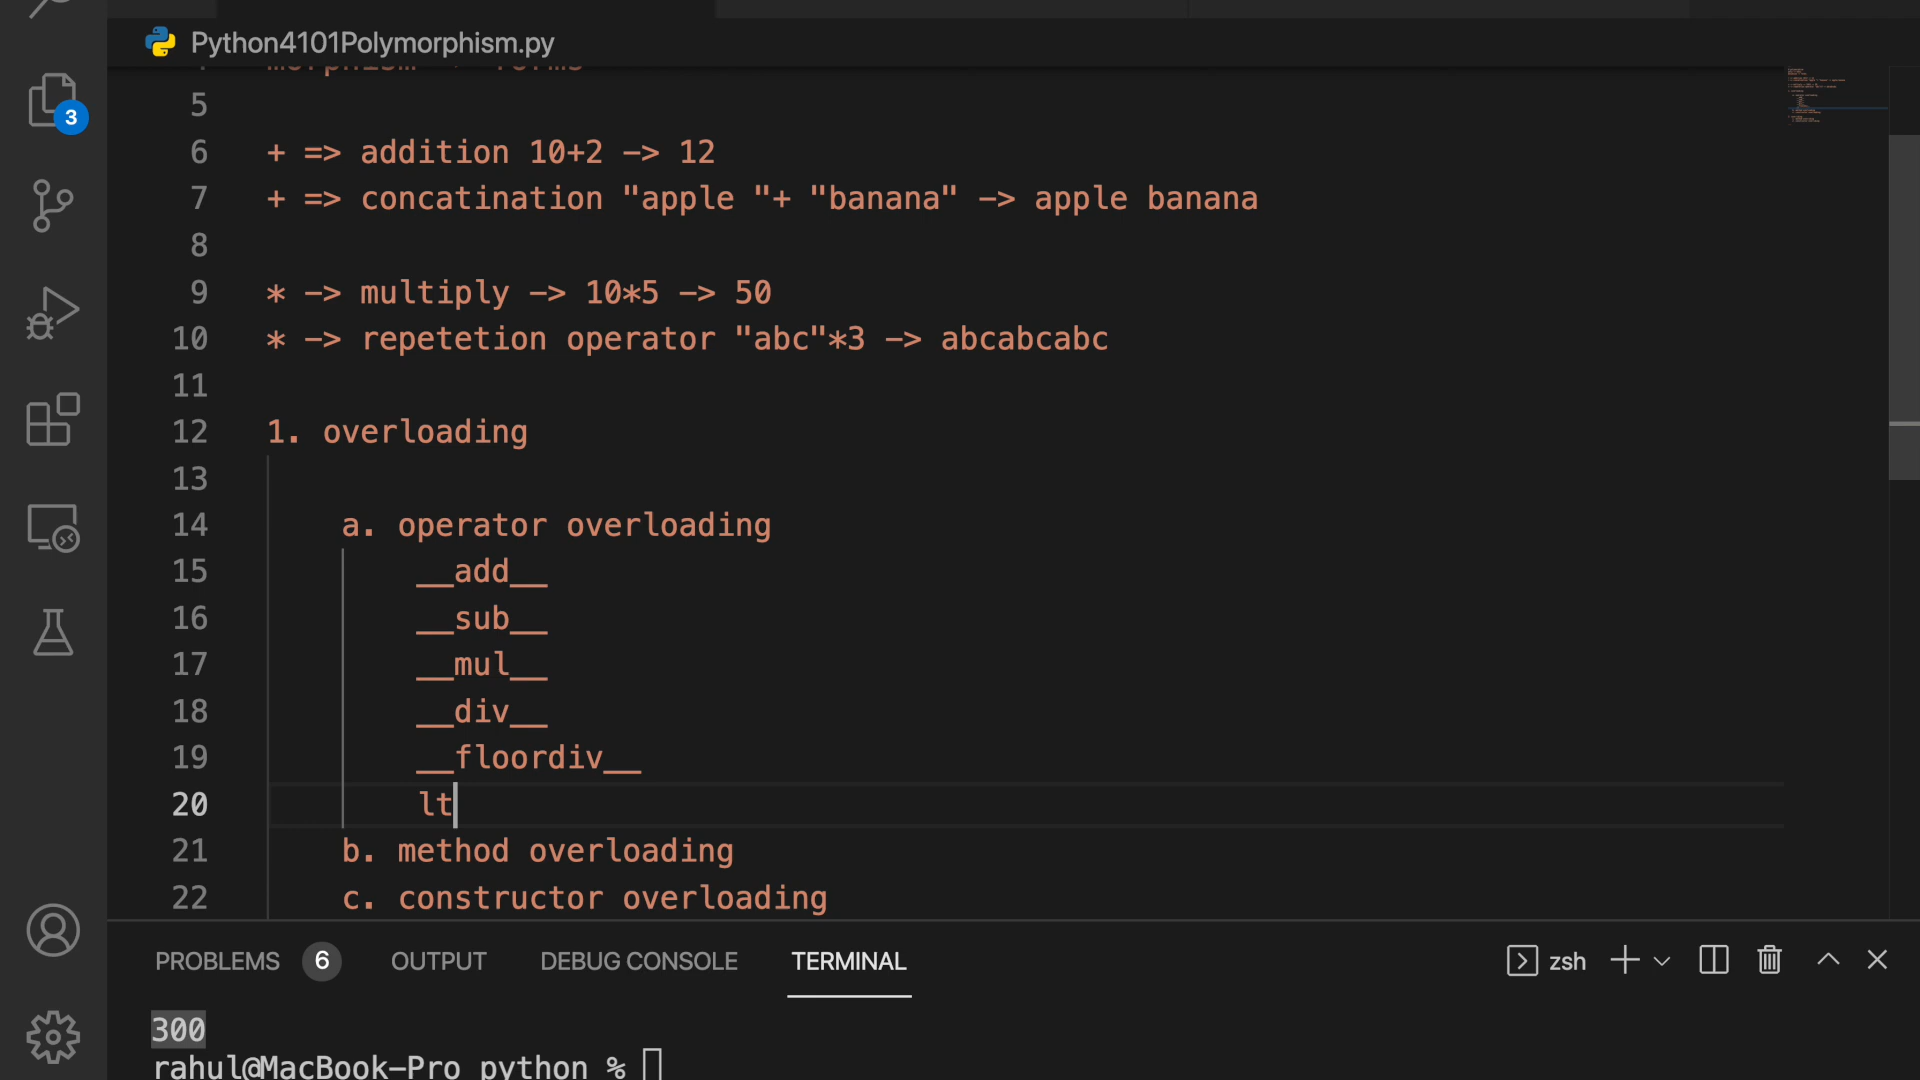 Python4101Polymorphism.py
3
5
6 + => addition 10+2 -> 12
7 + => concatination "apple "+ "banana" -> apple banana
8
9 * -> multiply -> 10*5 -> 50
10 * -> repetetion operator "abc"*3 -> abcabcabc
11
12 1. overloading
13
14 a. operator overloading
15 __add__
16 __sub__
17 __mul__
18 __div__
19 __floordiv__
20 lt
21 b. method overloading
22 c. constructor overloading
PROBLEMS 6 OUTPUT DEBUG CONSOLE TERMINAL zsh
300
rahul@MacBook-Pro python %